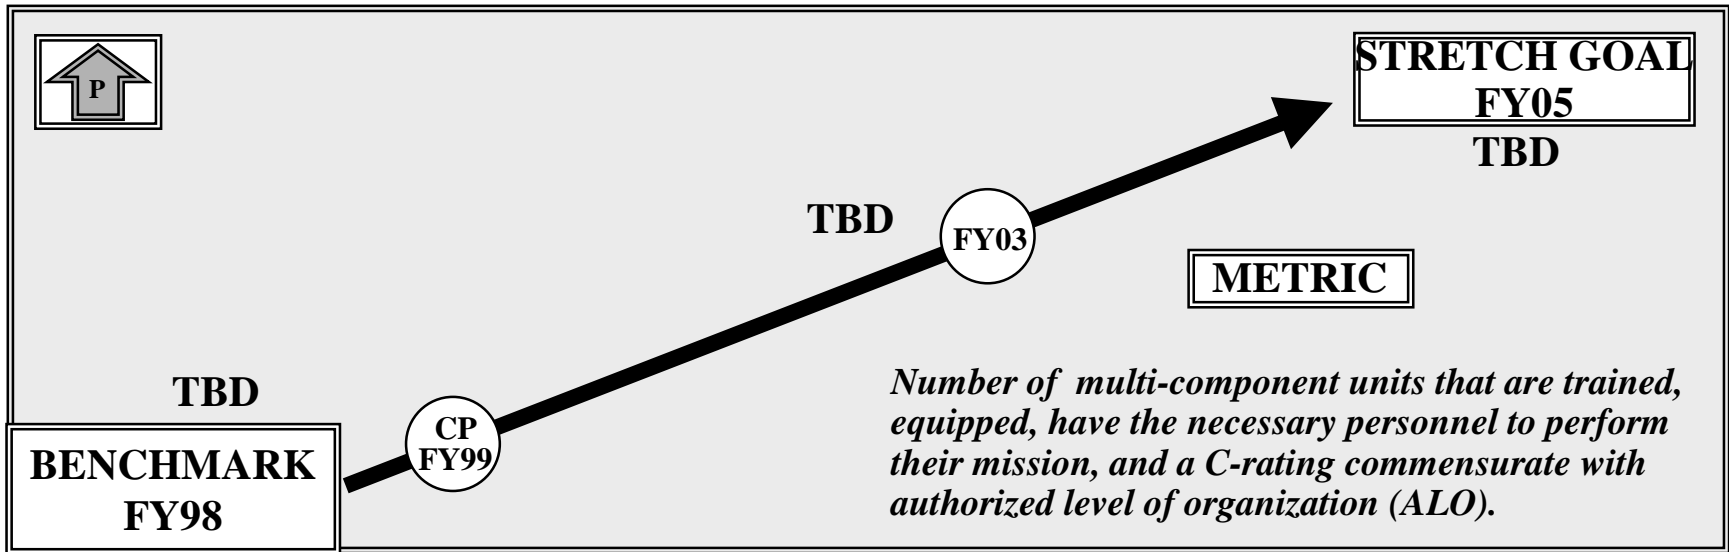 P
STRETCH GOAL
FY05
TBD
TBD
FY03
METRIC
TBD
CP
FY99
BENCHMARK
FY98
Number of multi-component units that are trained,
equipped, have the necessary personnel to perform
their mission, and a C-rating commensurate with
authorized level of organization (ALO).